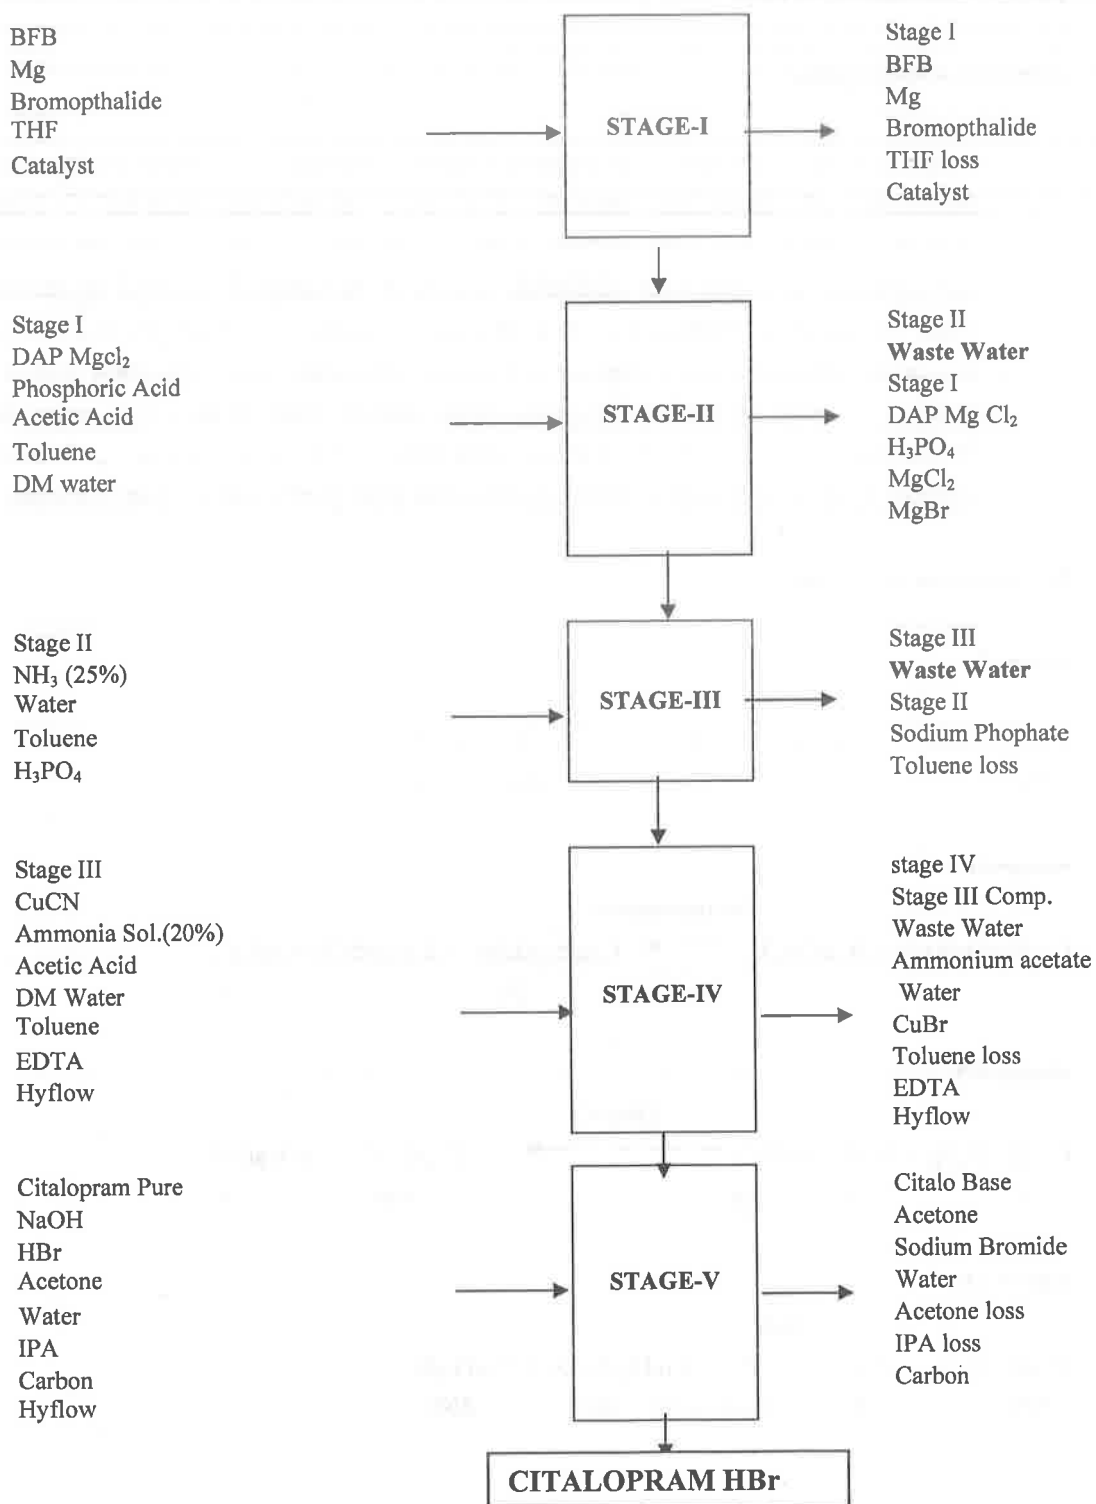 BFB
Mg
Bromopthalide
THF
Catalyst
STAGE-I
Stage I
BFB
Mg
Bromopthalide
THF loss
Catalyst
Stage I
DAP Mgcl₂
Phosphoric Acid
Acetic Acid
Toluene
DM water
STAGE-II
Stage II
Waste Water
Stage I
DAP Mg Cl₂
H₃PO₄
MgCl₂
MgBr
Stage II
NH₃ (25%)
Water
Toluene
H₃PO₄
STAGE-III
Stage III
Waste Water
Stage II
Sodium Phophate
Toluene loss
Stage III
CuCN
Ammonia Sol.(20%)
Acetic Acid
DM Water
Toluene
EDTA
Hyflow
STAGE-IV
stage IV
Stage III Comp.
Waste Water
Ammonium acetate
Water
CuBr
Toluene loss
EDTA
Hyflow
Citalopram Pure
NaOH
HBr
Acetone
Water
IPA
Carbon
Hyflow
STAGE-V
Citalo Base
Acetone
Sodium Bromide
Water
Acetone loss
IPA loss
Carbon
CITALOPRAM HBr